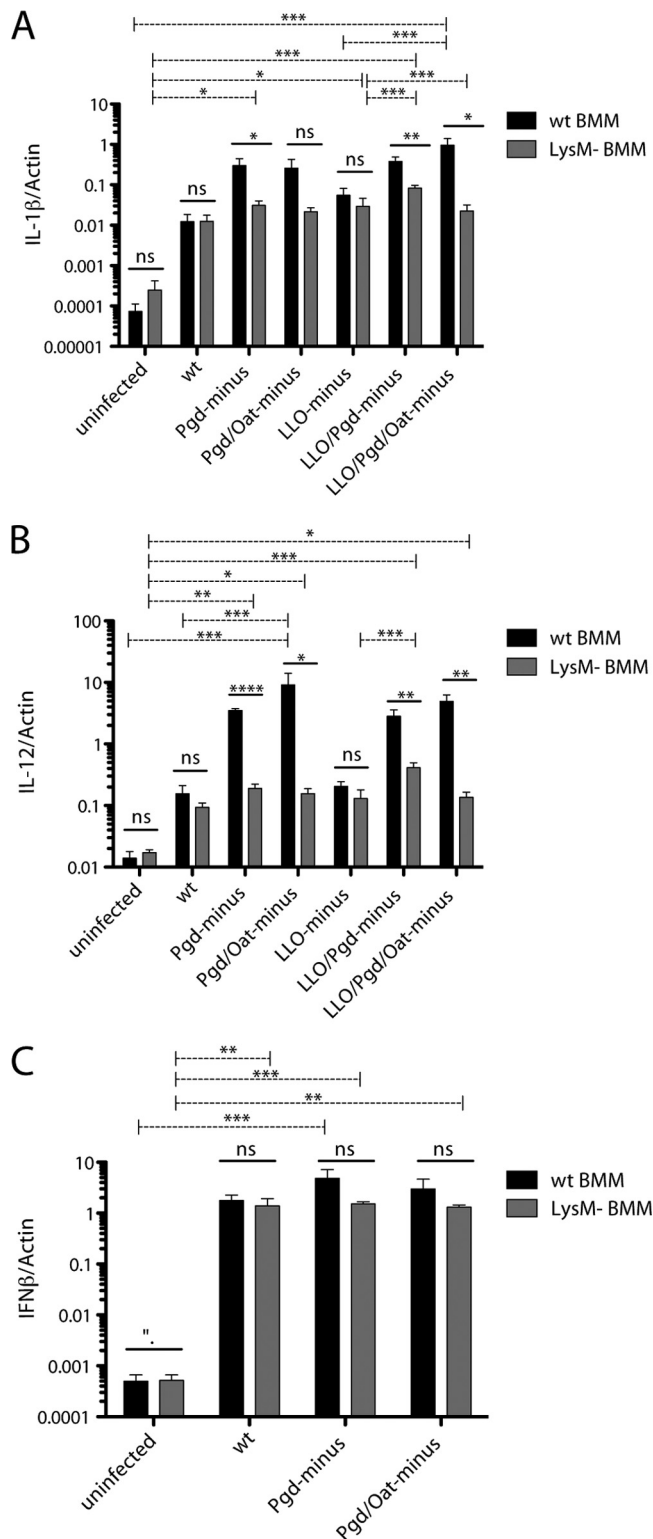 A
***
***
***
*
***
*
***
IL-1β/Actin
10
1
0.1
0.01
0.001
0.0001
0.00001
ns
ns
*
ns
ns
**
*
wt BMM
LysM- BMM
uninfected
wt
Pgd-minus
Pgd/Oat-minus
LLO-minus
LLO/Pgd-minus
LLO/Pgd/Oat-minus
B
*
***
*
**
***
***
***
IL-12/Actin
100
10
1
0.1
0.01
ns
ns
****
*
ns
**
**
wt BMM
LysM- BMM
uninfected
wt
Pgd-minus
Pgd/Oat-minus
LLO-minus
LLO/Pgd-minus
LLO/Pgd/Oat-minus
C
**
***
**
***
IFNβ/Actin
10
1
0.1
0.01
0.001
0.0001
".
ns
ns
ns
wt BMM
LysM- BMM
uninfected
wt
Pgd-minus
Pgd/Oat-minus